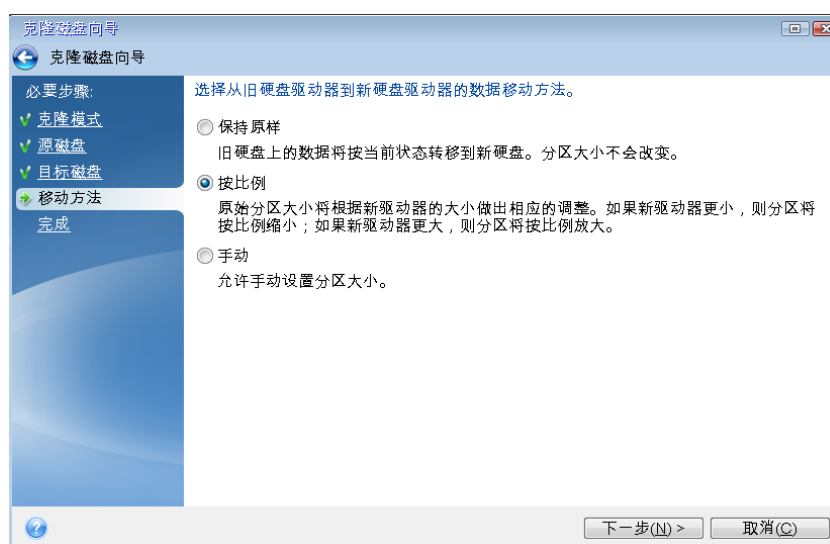 克隆磁盘向导
克隆磁盘向导
必要步骤:
克隆模式
源磁盘
目标磁盘
移动方法
完成
选择从旧硬盘驱动器到新硬盘驱动器的数据移动方法。
保持原样
旧硬盘上的数据将按当前状态转移到新硬盘。分区大小不会改变。
按比例
原始分区大小将根据新驱动器的大小做出相应的调整。如果新驱动器更小，则分区将
按比例缩小；如果新驱动器更大，则分区将按比例放大。
手动
允许手动设置分区大小。
下一步(N) >
取消(C)